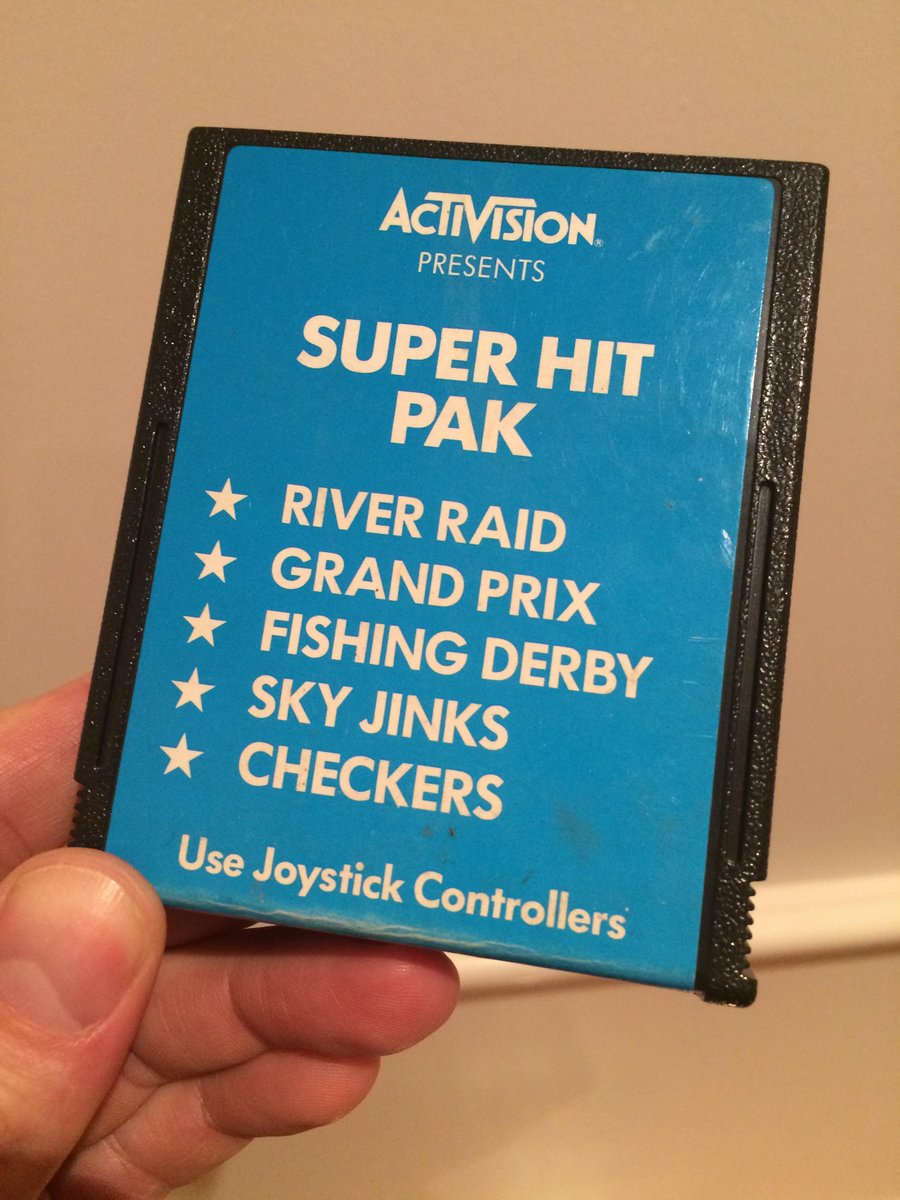 ACTIVISION®
PRESENTS
SUPER HIT
PAK
★ RIVER RAID
★ GRAND PRIX
★ FISHING DERBY
★ SKY JINKS
★ CHECKERS
Use Joystick Controllers